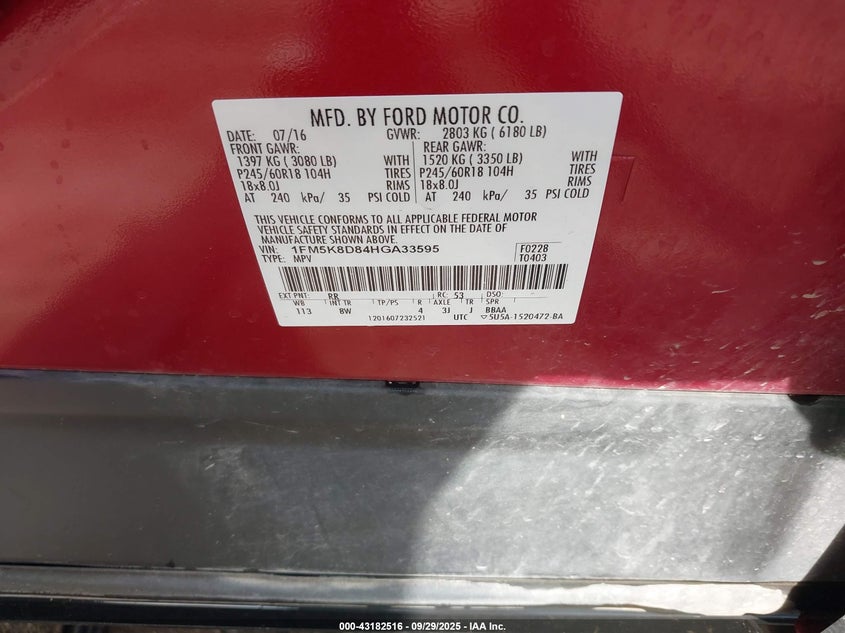 MFD. BY FORD MOTOR CO.
DATE: 07/16 GVWR: 2803 KG ( 6180 LB)
FRONT GAWR: REAR GAWR:
1397 KG ( 3080 LB) WITH 1520 KG ( 3350 LB) WITH
P245/60R18 104H TIRES P245/60R18 104H TIRES
18x8.0J RIMS 18x8.0J RIMS
AT 240 kPa/ 35 PSI COLD AT 240 kPa/ 35 PSI COLD
THIS VEHICLE CONFORMS TO ALL APPLICABLE FEDERAL MOTOR
VEHICLE SAFETY STANDARDS IN EFFECT ON THE DATE OF
MANUFACTURE SHOWN ABOVE.
VIN: 1FM5K8D84HGA33595 F0228
TYPE: MPV T0403
EXT PNT: RR RC: 53 DSO:
WB INT TR TP/PS R AXLE TR SPR
113 BW 4 3J J BBAA
1201607232521 UTC ▽5U5A-1520472-BA
000-43182516 - 09/29/2025 - IAA Inc.